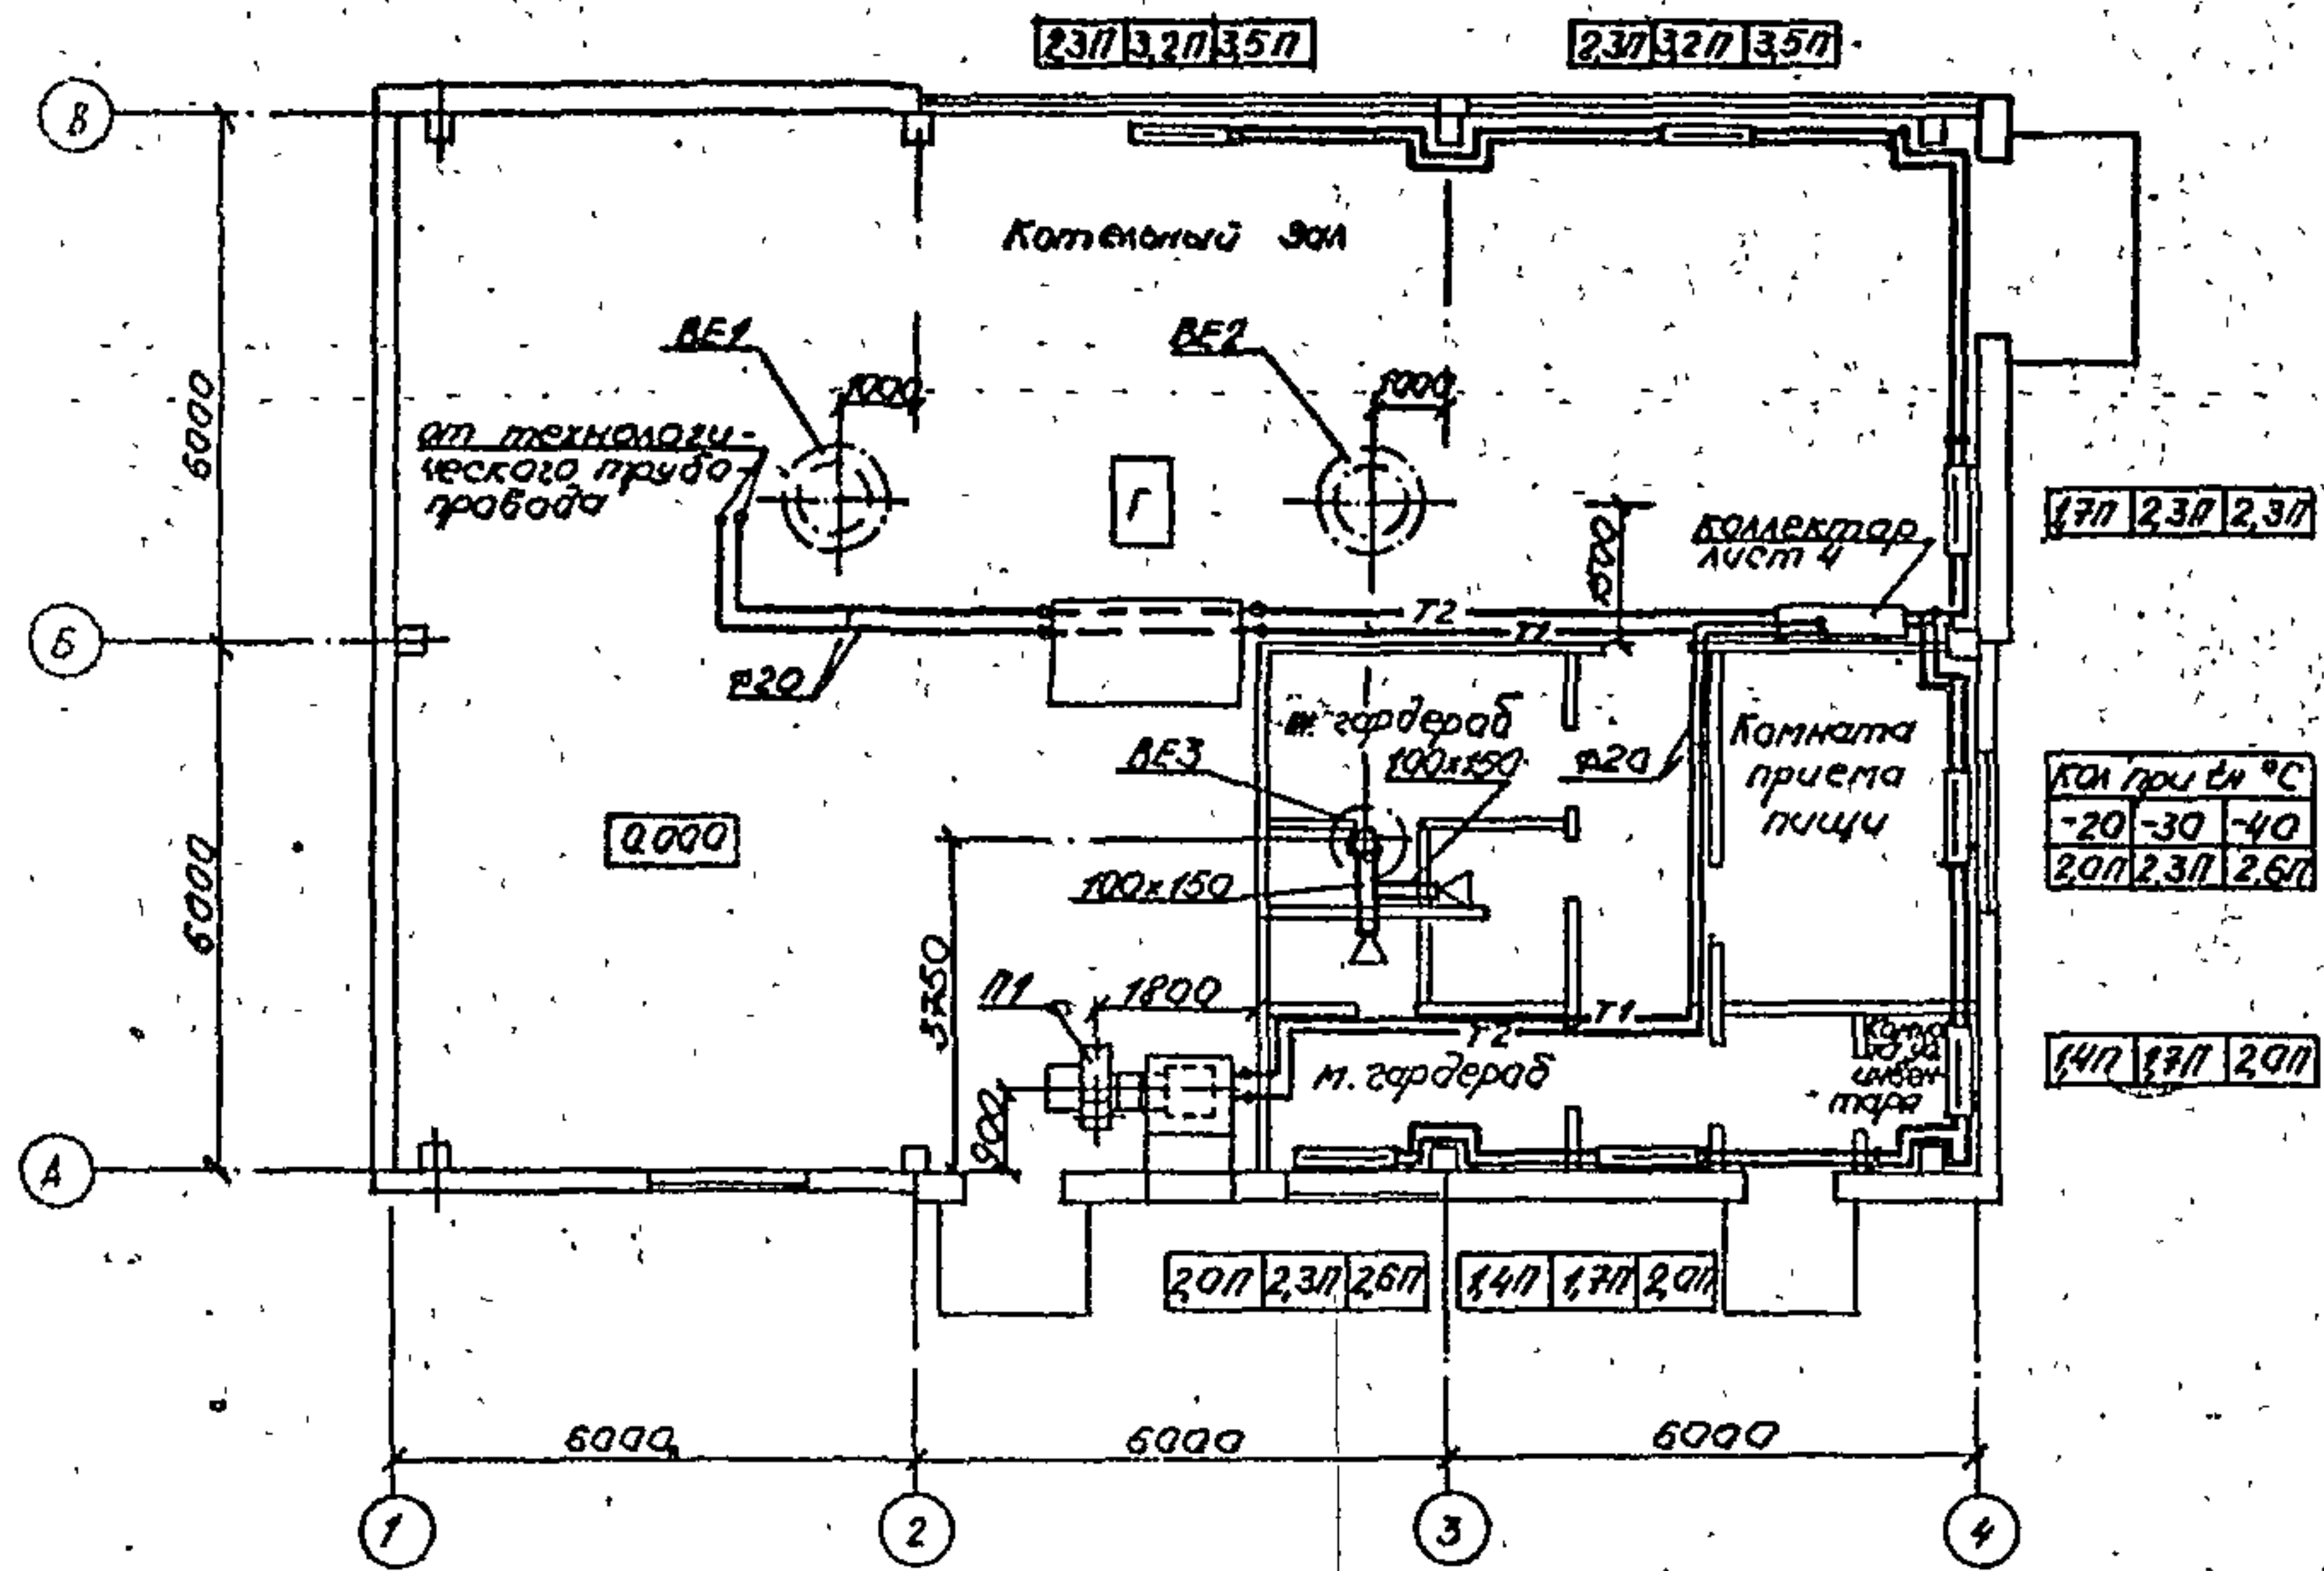 2,3П 3,2П 3,5П
2,3П 3,2П 3,5П
В
Котельный зал
ВЕ1
ВЕ2
1000
1000
6000
от технологи-
ческого трубо-
провода
Г
коллектор
лист 4
1,7П 2,3П 2,3П
Б
Т2
Т1
ф20
ж. гардероб
Комната
приема
пищи
ВЕ3
100х150
ф20
кол при tн °С
-20 -30 -40
2,0П 2,3П 2,6П
0.000
6000
100х150
3750
П1
1800
Т1
Т2
м. гардероб
тара
1,4П 1,7П 2,0П
900
А
2,0П 2,3П 2,6П
1,4П 1,7П 2,0П
6000
6000
6000
1
2
3
4